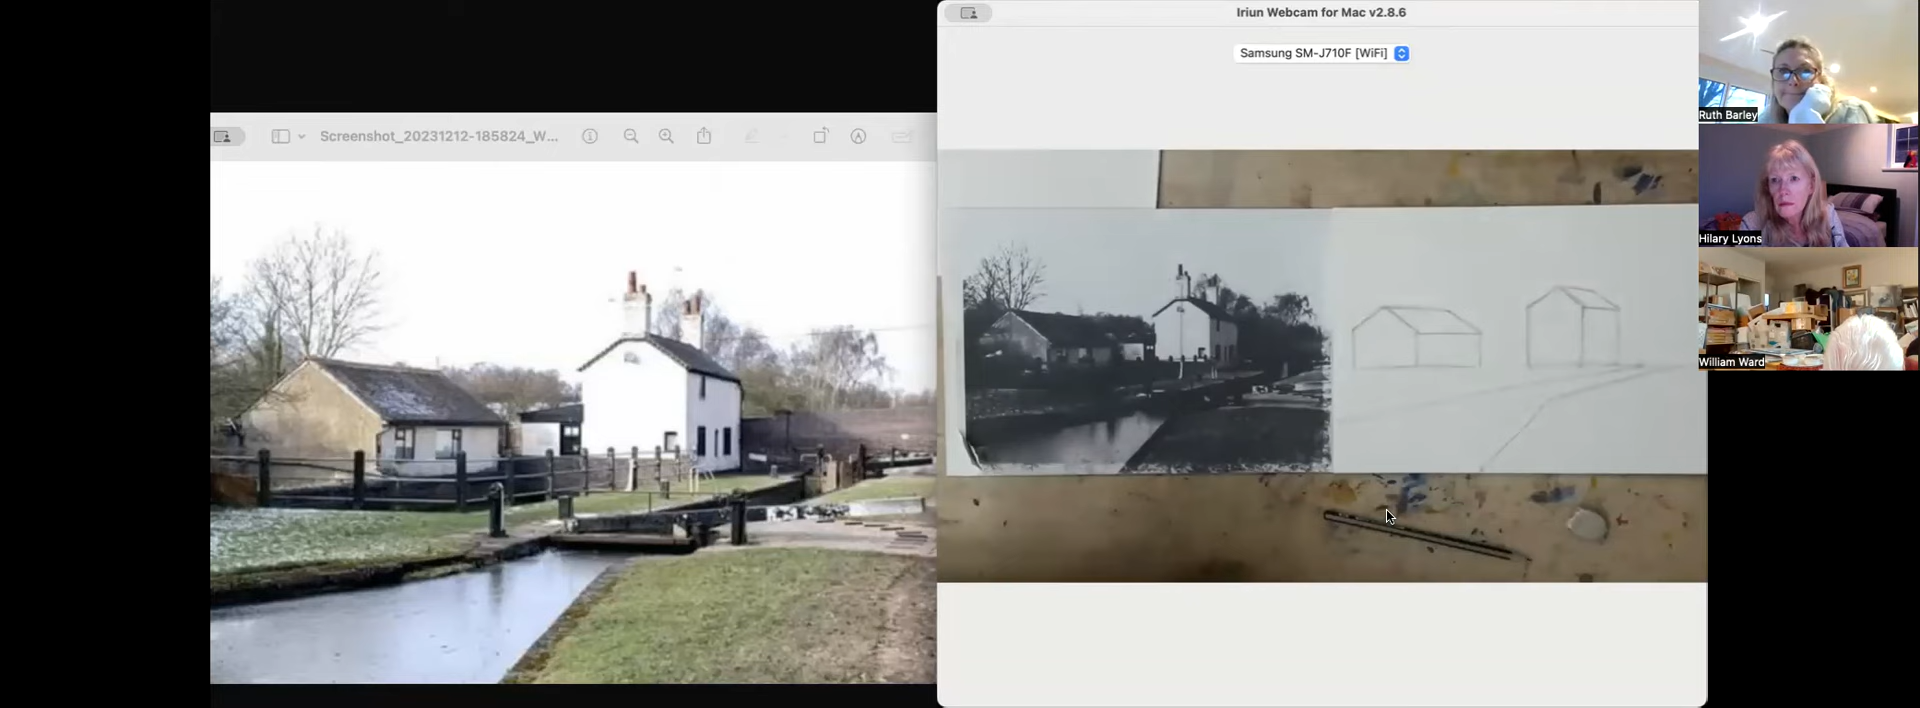 Iriun Webcam for Mac v2.8.6
Samsung SM-J710F [WiFi]
Screenshot_20231212-185824_W...
Ruth Barley
Hilary Lyons
William Ward